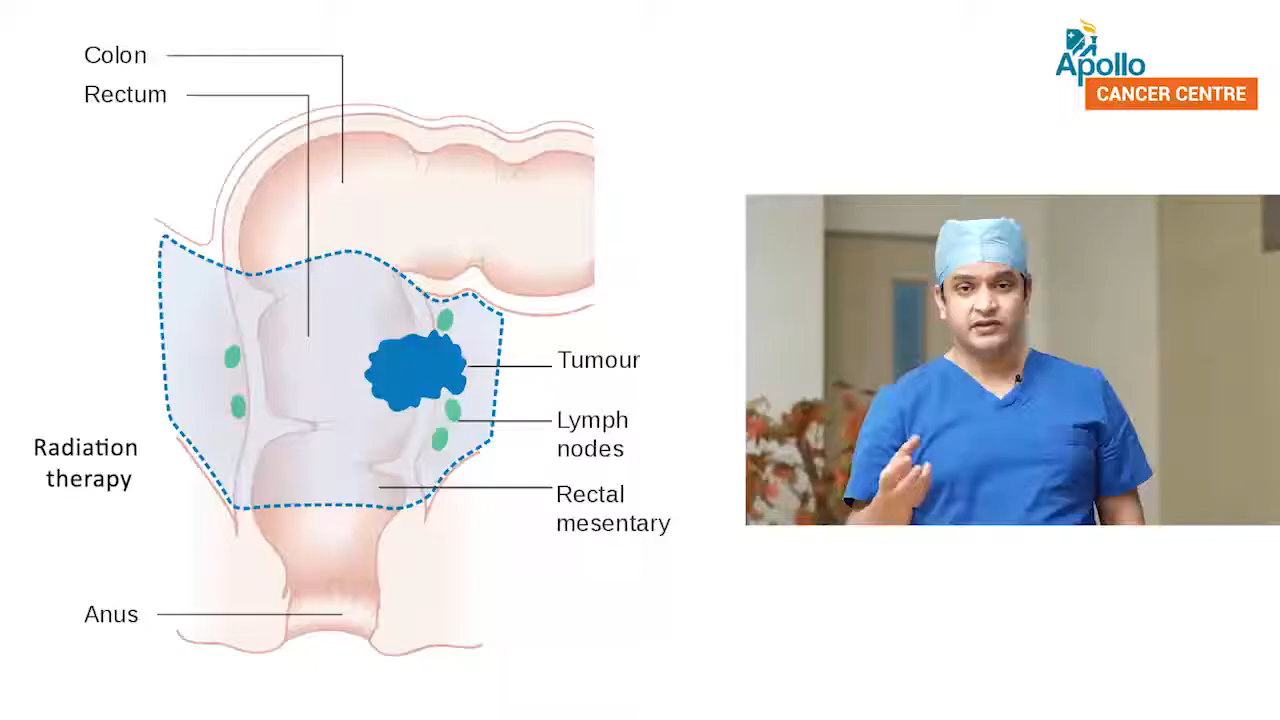 Colon
Rectum
Tumour
Lymph
nodes
Radiation
therapy
Rectal
mesentary
Anus
Apollo
CANCER CENTRE